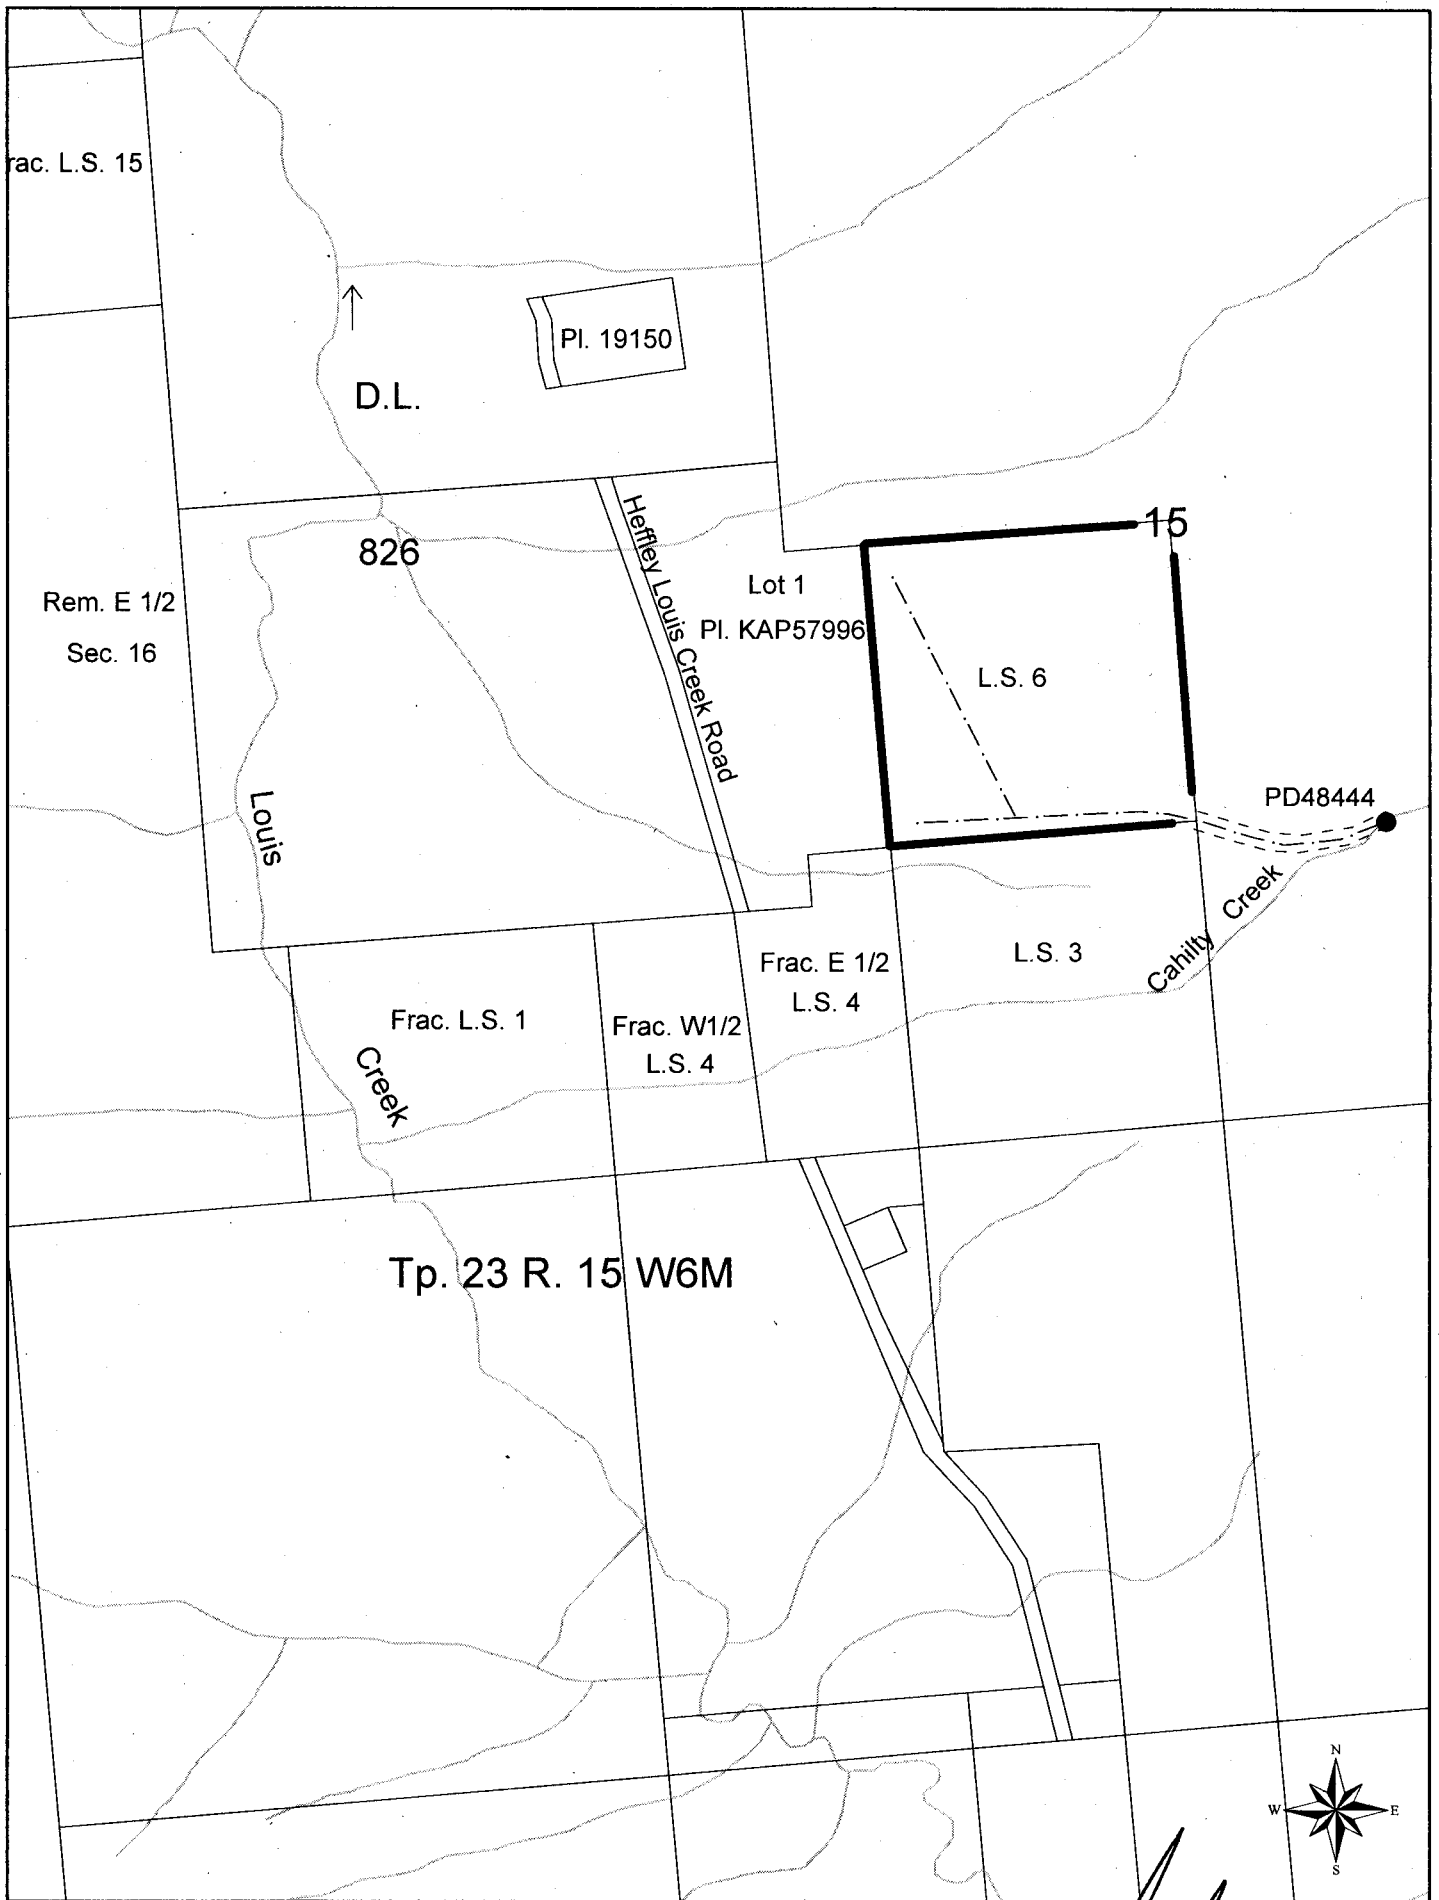 rac. L.S. 15
Pl. 19150
D.L.
826
Heffley Louis Creek Road
15
Lot 1
Pl. KAP57996
Rem. E 1/2
Sec. 16
L.S. 6
PD48444
Louis
Cahilty Creek
L.S. 3
Frac. E 1/2
L.S. 4
Frac. L.S. 1
Frac. W1/2
L.S. 4
Creek
Tp. 23 R. 15 W6M
N
W E
S